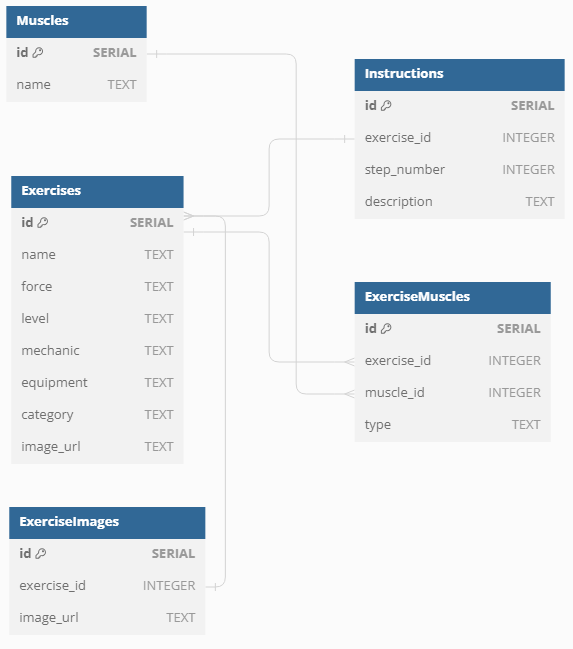 Muscles
id SERIAL
name TEXT
Instructions
id SERIAL
exercise_id INTEGER
step_number INTEGER
description TEXT
Exercises
id SERIAL
name TEXT
force TEXT
level TEXT
mechanic TEXT
equipment TEXT
category TEXT
image_url TEXT
ExerciseMuscles
id SERIAL
exercise_id INTEGER
muscle_id INTEGER
type TEXT
ExerciseImages
id SERIAL
exercise_id INTEGER
image_url TEXT